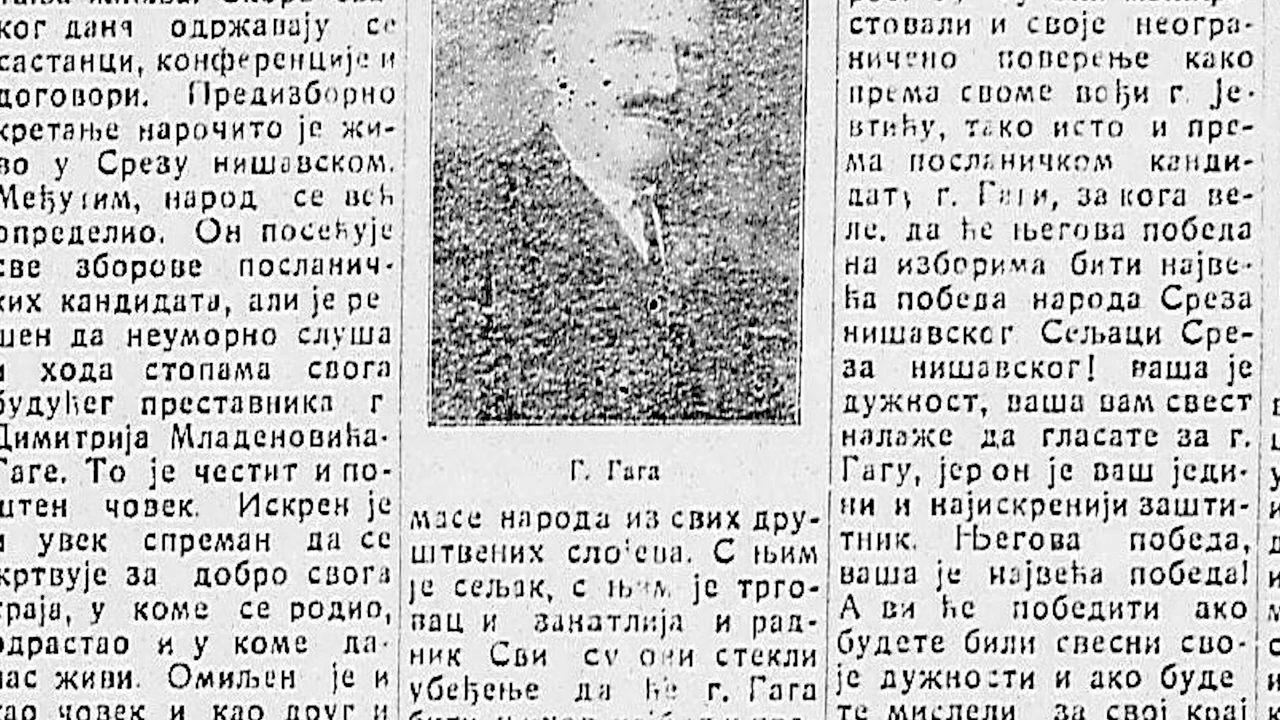 ког даня одржавају се
састанци, конференције и
договори. Предизборно
кретање нарочито је жи-
во у Срезу нишавском.
Међутим, народ се већ
определио. Он посећује
све зборове посланич-
ких кандидата, али је ре
шен да неуморно слуша
и хода стопама свога
будућег преставника г
Димитрија Младеновића-
Гаге. То је честит и по-
штен човек. Искрен је
и увек спреман да се
жртвује за добро свога
краја, у коме се родио,
одрастао и у коме да-
нас живи. Омиљен је и
као човек и као друг и
Г. Гага
масе народа из свих дру-
штвених слојева. С њим
је сељак, с њим је трго-
вац и занатлија и рад-
ник Сви су они стекли
убеђење да ће г. Гага
стовали и своје неогра-
ничено поверење како
према своме вођи г. Је-
втићу, тако исто и пре-
ма посланичком канди-
дату г. Гаги, за кога ве-
ле, да ће његова победа
на изборима бити најве-
ћа победа народа Среза
нишавског Сељаци Сре-
за нишавског! ваша је
дужност, ваша вам свест
налаже да гласате за г.
Гагу, јер он је ваш једи-
ни и најискренији зашти-
тник. Његова победа,
ваша је највећа победа!
А ви ће победити ако
будете били свесни сво-
је дужности и ако буде
те мислели за свој крај